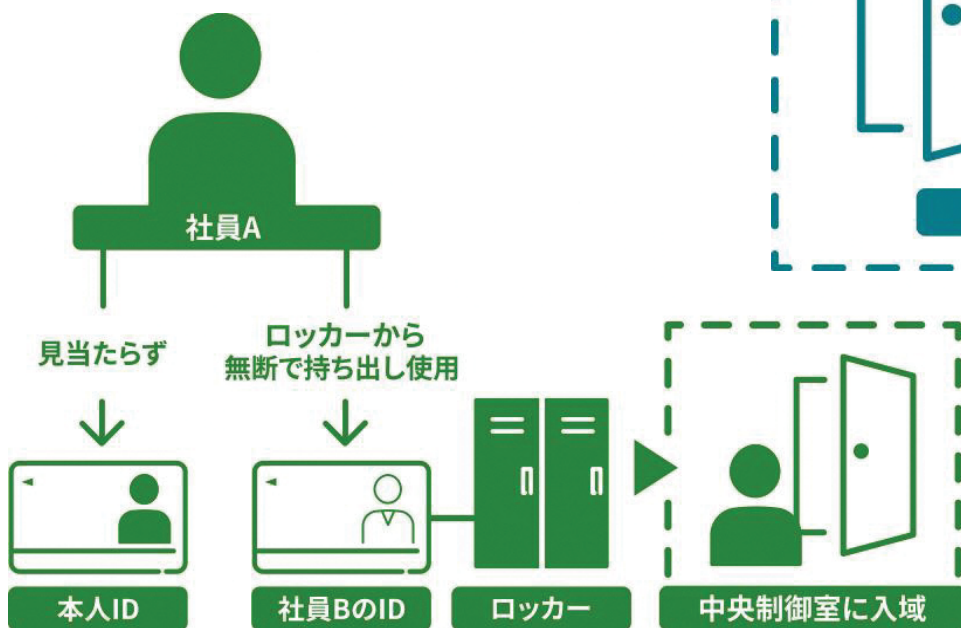 社員A
見当たらず
ロッカーから
無断で持ち出し使用
本人ID
社員BのID
ロッカー
中央制御室に入域